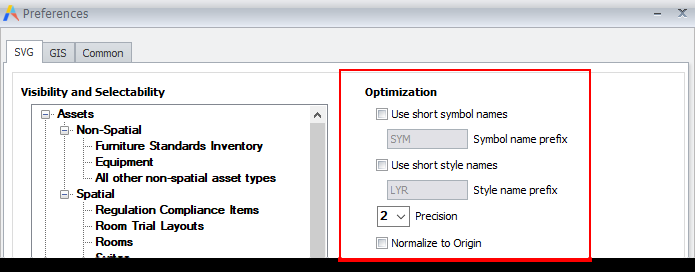 Preferences
SVG GIS Common
Visibility and Selectability
Assets
Non-Spatial
Furniture Standards Inventory
Equipment
All other non-spatial asset types
Spatial
Regulation Compliance Items
Room Trial Layouts
Rooms
Suites
Optimization
Use short symbol names
SYM Symbol name prefix
Use short style names
LYR Style name prefix
2 Precision
Normalize to Origin